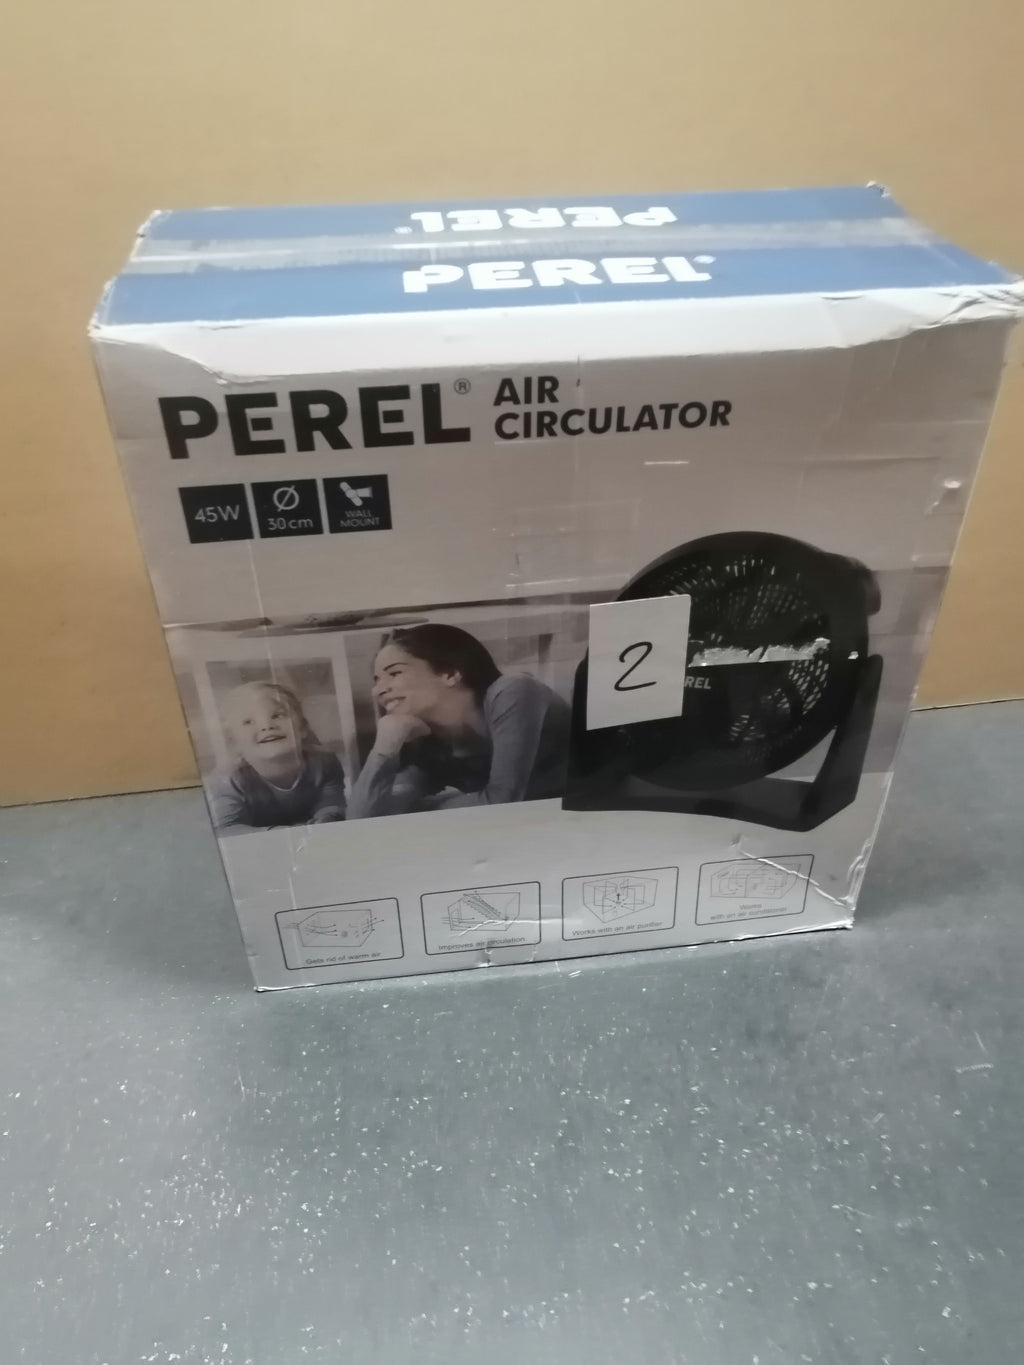 PEREL®
PEREL®
PEREL® AIR
CIRCULATOR
45W
Ø
30cm
WALL
MOUNT
2
REL
Gets rid of warm air
Improves air circulation
Works with an air purifier
Works
with an air conditioner